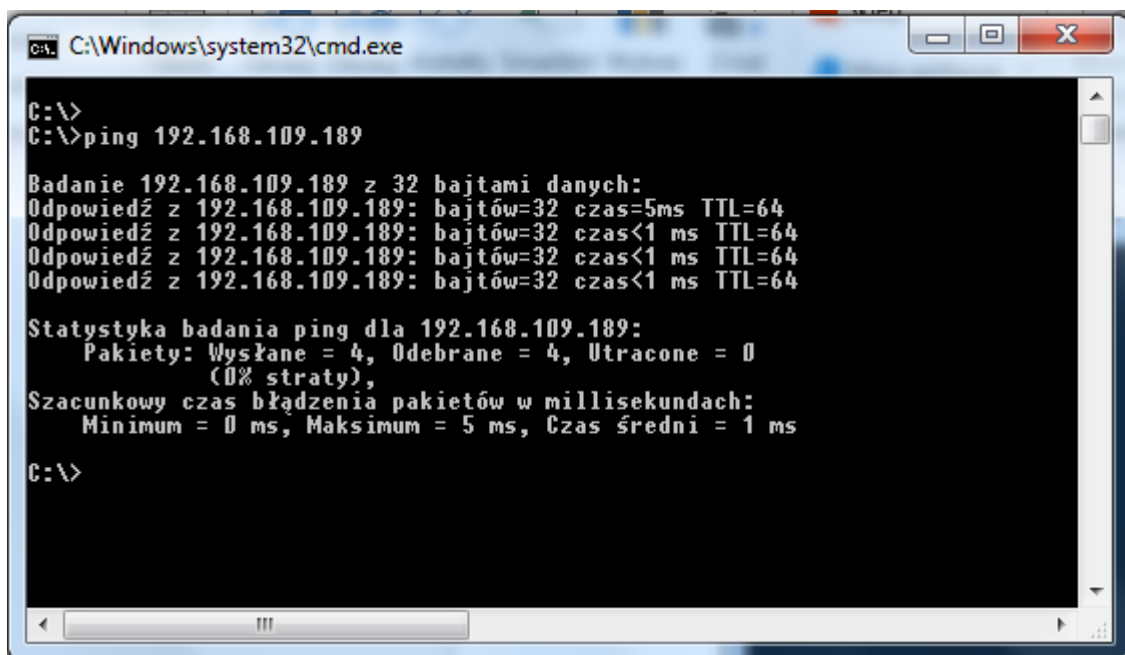 C:\Windows\system32\cmd.exe
C:\>
C:\>ping 192.168.109.189
Badanie 192.168.109.189 z 32 bajtami danych:
Odpowiedź z 192.168.109.189: bajtów=32 czas=5ms TTL=64
Odpowiedź z 192.168.109.189: bajtów=32 czas<1 ms TTL=64
Odpowiedź z 192.168.109.189: bajtów=32 czas<1 ms TTL=64
Odpowiedź z 192.168.109.189: bajtów=32 czas<1 ms TTL=64
Statystyka badania ping dla 192.168.109.189:
Pakiety: Wysłane = 4, Odebrane = 4, Utracone = 0
(0% straty),
Szacunkowy czas błądzenia pakietów w millisekundach:
Minimum = 0 ms, Maksimum = 5 ms, Czas średni = 1 ms
C:\>